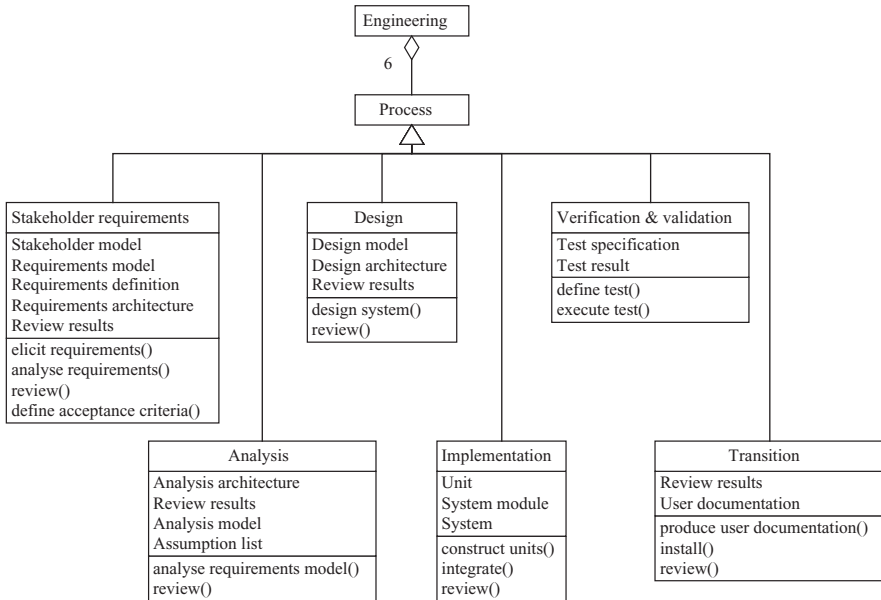 Engineering
6
Process
Stakeholder requirements
Stakeholder model
Requirements model
Requirements definition
Requirements architecture
Review results
elicit requirements()
analyse requirements()
review()
define acceptance criteria()
Design
Design model
Design architecture
Review results
design system()
review()
Verification & validation
Test specification
Test result
define test()
execute test()
Analysis
Analysis architecture
Review results
Analysis model
Assumption list
analyse requirements model()
review()
Implementation
Unit
System module
System
construct units()
integrate()
review()
Transition
Review results
User documentation
produce user documentation()
install()
review()